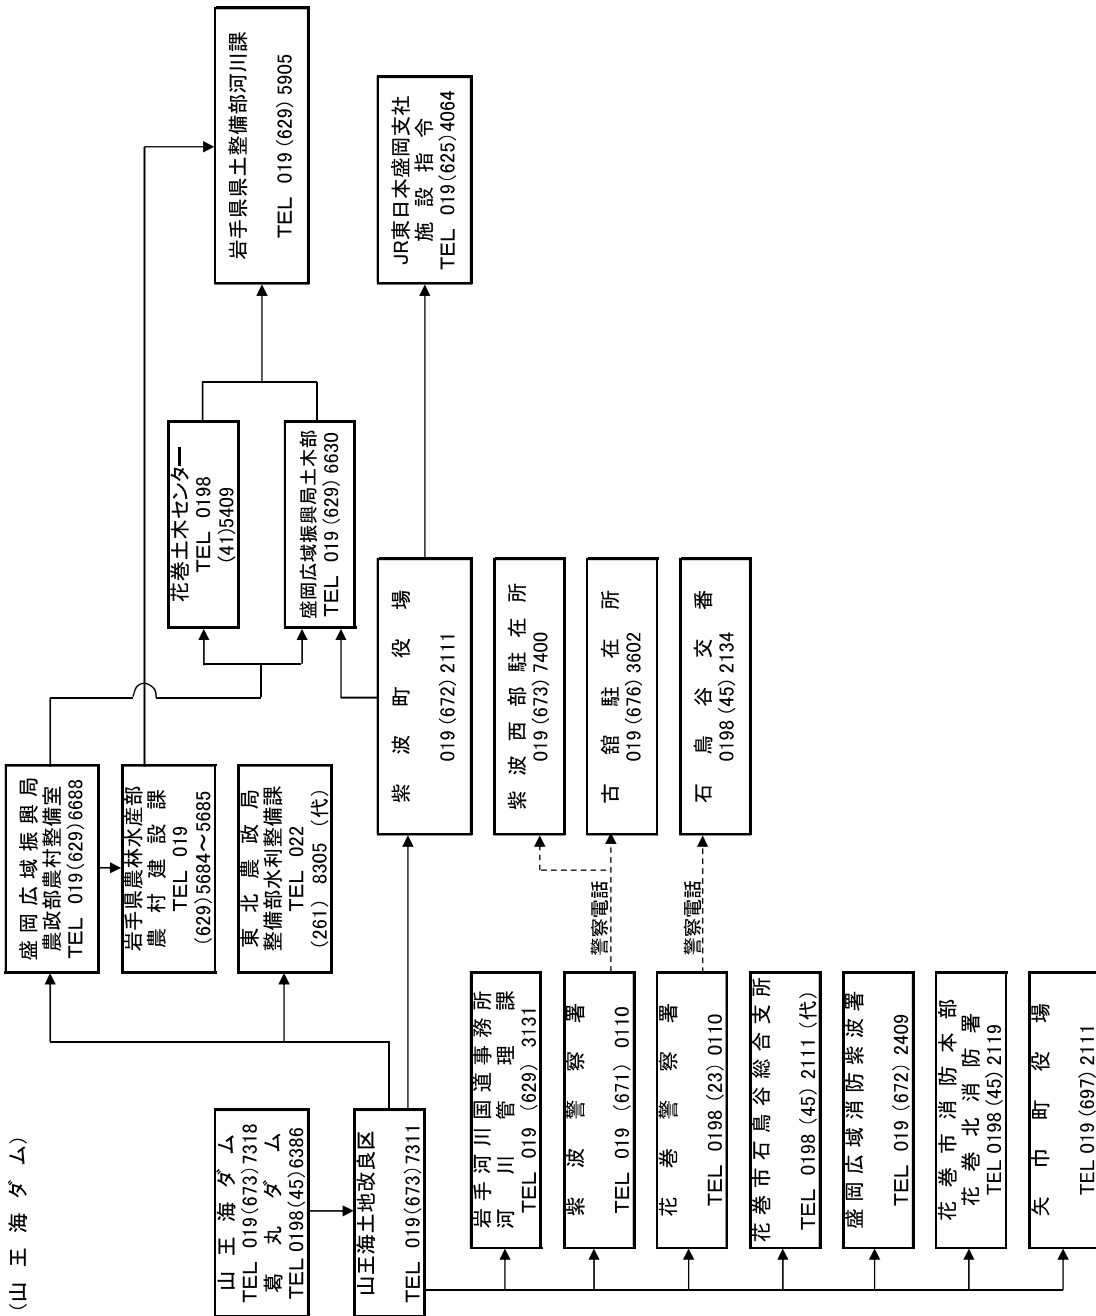 (山王海ダム)
山王海ダム
TEL 019(673)7318
葛丸ダム
TEL 0198(45)6386
山王海土地改良区
TEL 019(673)7311
盛岡広域振興局
農政部農村整備室
TEL 019(629)6688
岩手県農林水産部
農村建設課
TEL 019
(629)5684～5685
東北農政局
整備部水利整備課
TEL 022
(261) 8305 (代)
花巻土木センター
TEL 0198
(41)5409
盛岡広域振興局土木部
TEL 019 (629) 6630
岩手県県土整備部河川課
TEL 019 (629) 5905
紫波町役場
019 (672) 2111
JR東日本盛岡支社
施設指令
TEL 019(625)4064
岩手河川国道事務所
河川管理課
TEL 019 (629) 3131
紫波警察署
TEL 019 (671) 0110
警察電話
紫波西部駐在所
019 (673) 7400
古舘駐在所
019 (676) 3602
花巻警察署
TEL 0198 (23) 0110
警察電話
石鳥谷交番
0198 (45) 2134
花巻市石鳥谷総合支所
TEL 0198 (45) 2111 (代)
盛岡広域消防紫波署
TEL 019 (672) 2409
花巻市消防本部
花巻北消防署
TEL 0198(45)2119
矢巾町役場
TEL 019 (697) 2111